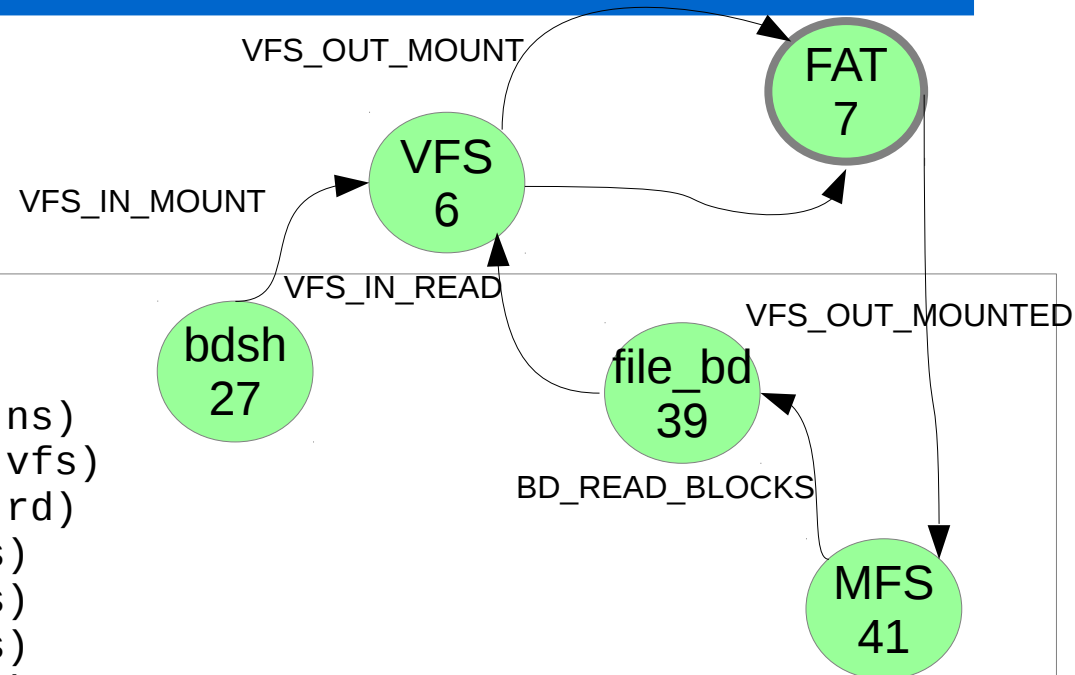 VFS_OUT_MOUNT
FAT
7
VFS
6
VFS_IN_MOUNT
VFS_IN_READ
VFS_OUT_MOUNTED
bdsh
27
file_bd
39
ns)
vfs)
rd)
BD_READ_BLOCKS
s)
s)
s)
MFS
41